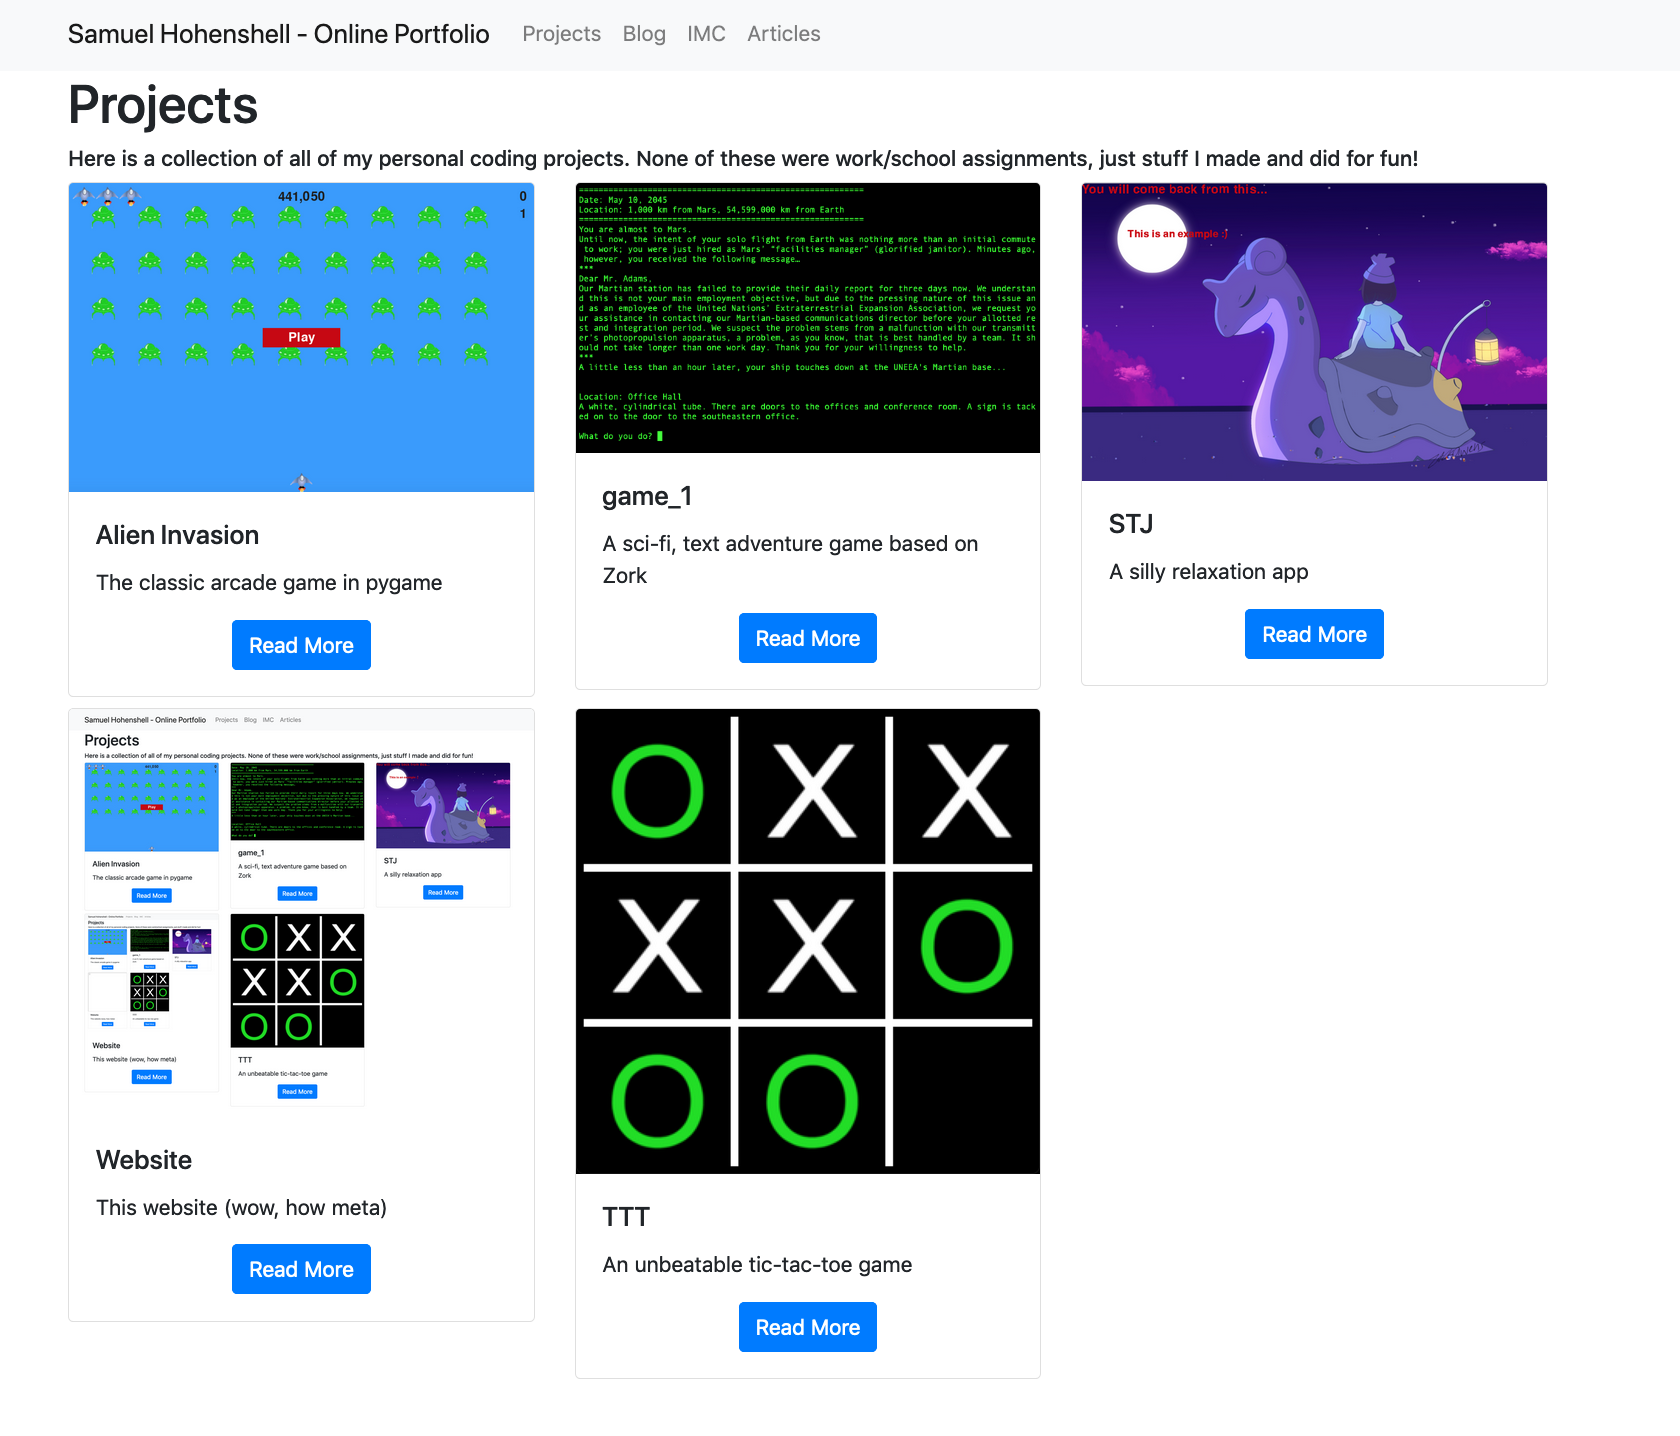 Samuel Hohenshell - Online Portfolio Projects Blog IMC Articles
Projects
Here is a collection of all of my personal coding projects. None of these were work/school assignments, just stuff I made and did for fun!
441,050 0
1
Play
Alien Invasion
The classic arcade game in pygame
Read More
============================================================
Date: May 10, 2045
Location: 1,000 km from Mars, 54,599,000 km from Earth
============================================================
You are almost to Mars.
Until now, the intent of your solo flight from Earth was nothing more than an initial commute
to work; you were just hired as Mars' "facilities manager" (glorified janitor). Minutes ago,
however, you received the following message…
***
Dear Mr. Adams.
Our Martian station has failed to provide their daily report for three days now. We understan
d this is not your main employment objective, but due to the pressing nature of this issue an
d as an employee of the United Nations' Extraterrestrial Expansion Association, we request yo
ur assistance in contacting our Martian-based communications director before your allotted re
st and integration period. We suspect the problem stems from a malfunction with our transmitt
er's photopropulsion apparatus, a problem, as you know, that is best handled by a team. It sh
ould not take longer than one work day. Thank you for your willingness to help.
***
A little less than an hour later, your ship touches down at the UNEEA's Martian base...
Location: Office Hall
A white, cylindrical tube. There are doors to the offices and conference room. A sign is tack
ed on to the door to the southeastern office.
What do you do?
game_1
A sci-fi, text adventure game based on
Zork
Read More
You will come back from this...
This is an example :)
STJ
A silly relaxation app
Read More
Samuel Hohenshell - Online Portfolio Projects Blog IMC Articles
Projects
Here is a collection of all of my personal coding projects. None of these were work/school assignments, just stuff I made and did for fun!
Play
Alien Invasion
The classic arcade game in pygame
Read More
game_1
A sci-fi, text adventure game based on
Zork
Read More
STJ
A silly relaxation app
Read More
Projects
Website
This website (wow, how meta)
Read More
O X X
X X O
O O
TTT
An unbeatable tic-tac-toe game
Read More
Website
This website (wow, how meta)
Read More
O X X
X X O
O O
TTT
An unbeatable tic-tac-toe game
Read More